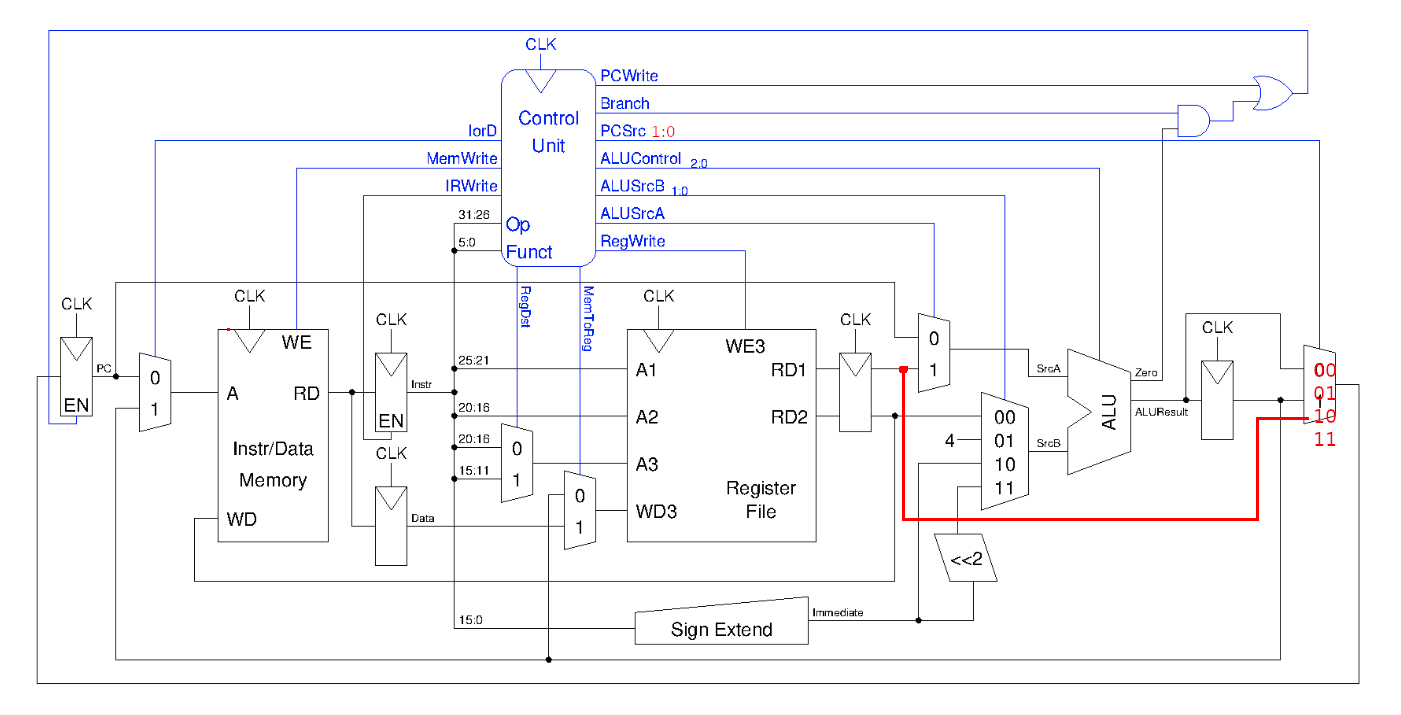 CLK
PCWrite
Branch
Control
Unit
IorD
PCSrc 1:0
MemWrite
ALUControl 2:0
IRWrite
ALUSrcB 1:0
31:26
Op
ALUSrcA
5:0
Funct
RegWrite
RegDst
MemToReg
CLK
CLK
CLK
CLK
CLK
CLK
WE
WE3
PC
EN
0
1
A
RD
Instr
EN
25:21
A1
RD1
0
1
SrcA
Zero
00
01
1
10
11
20:16
A2
RD2
00
4
01
10
11
SrcB
ALU
ALUResult
Instr/Data
Memory
20:16
15:11
0
1
A3
CLK
Register
File
WD
Data
0
1
WD3
<<2
15:0
Sign Extend
Immediate